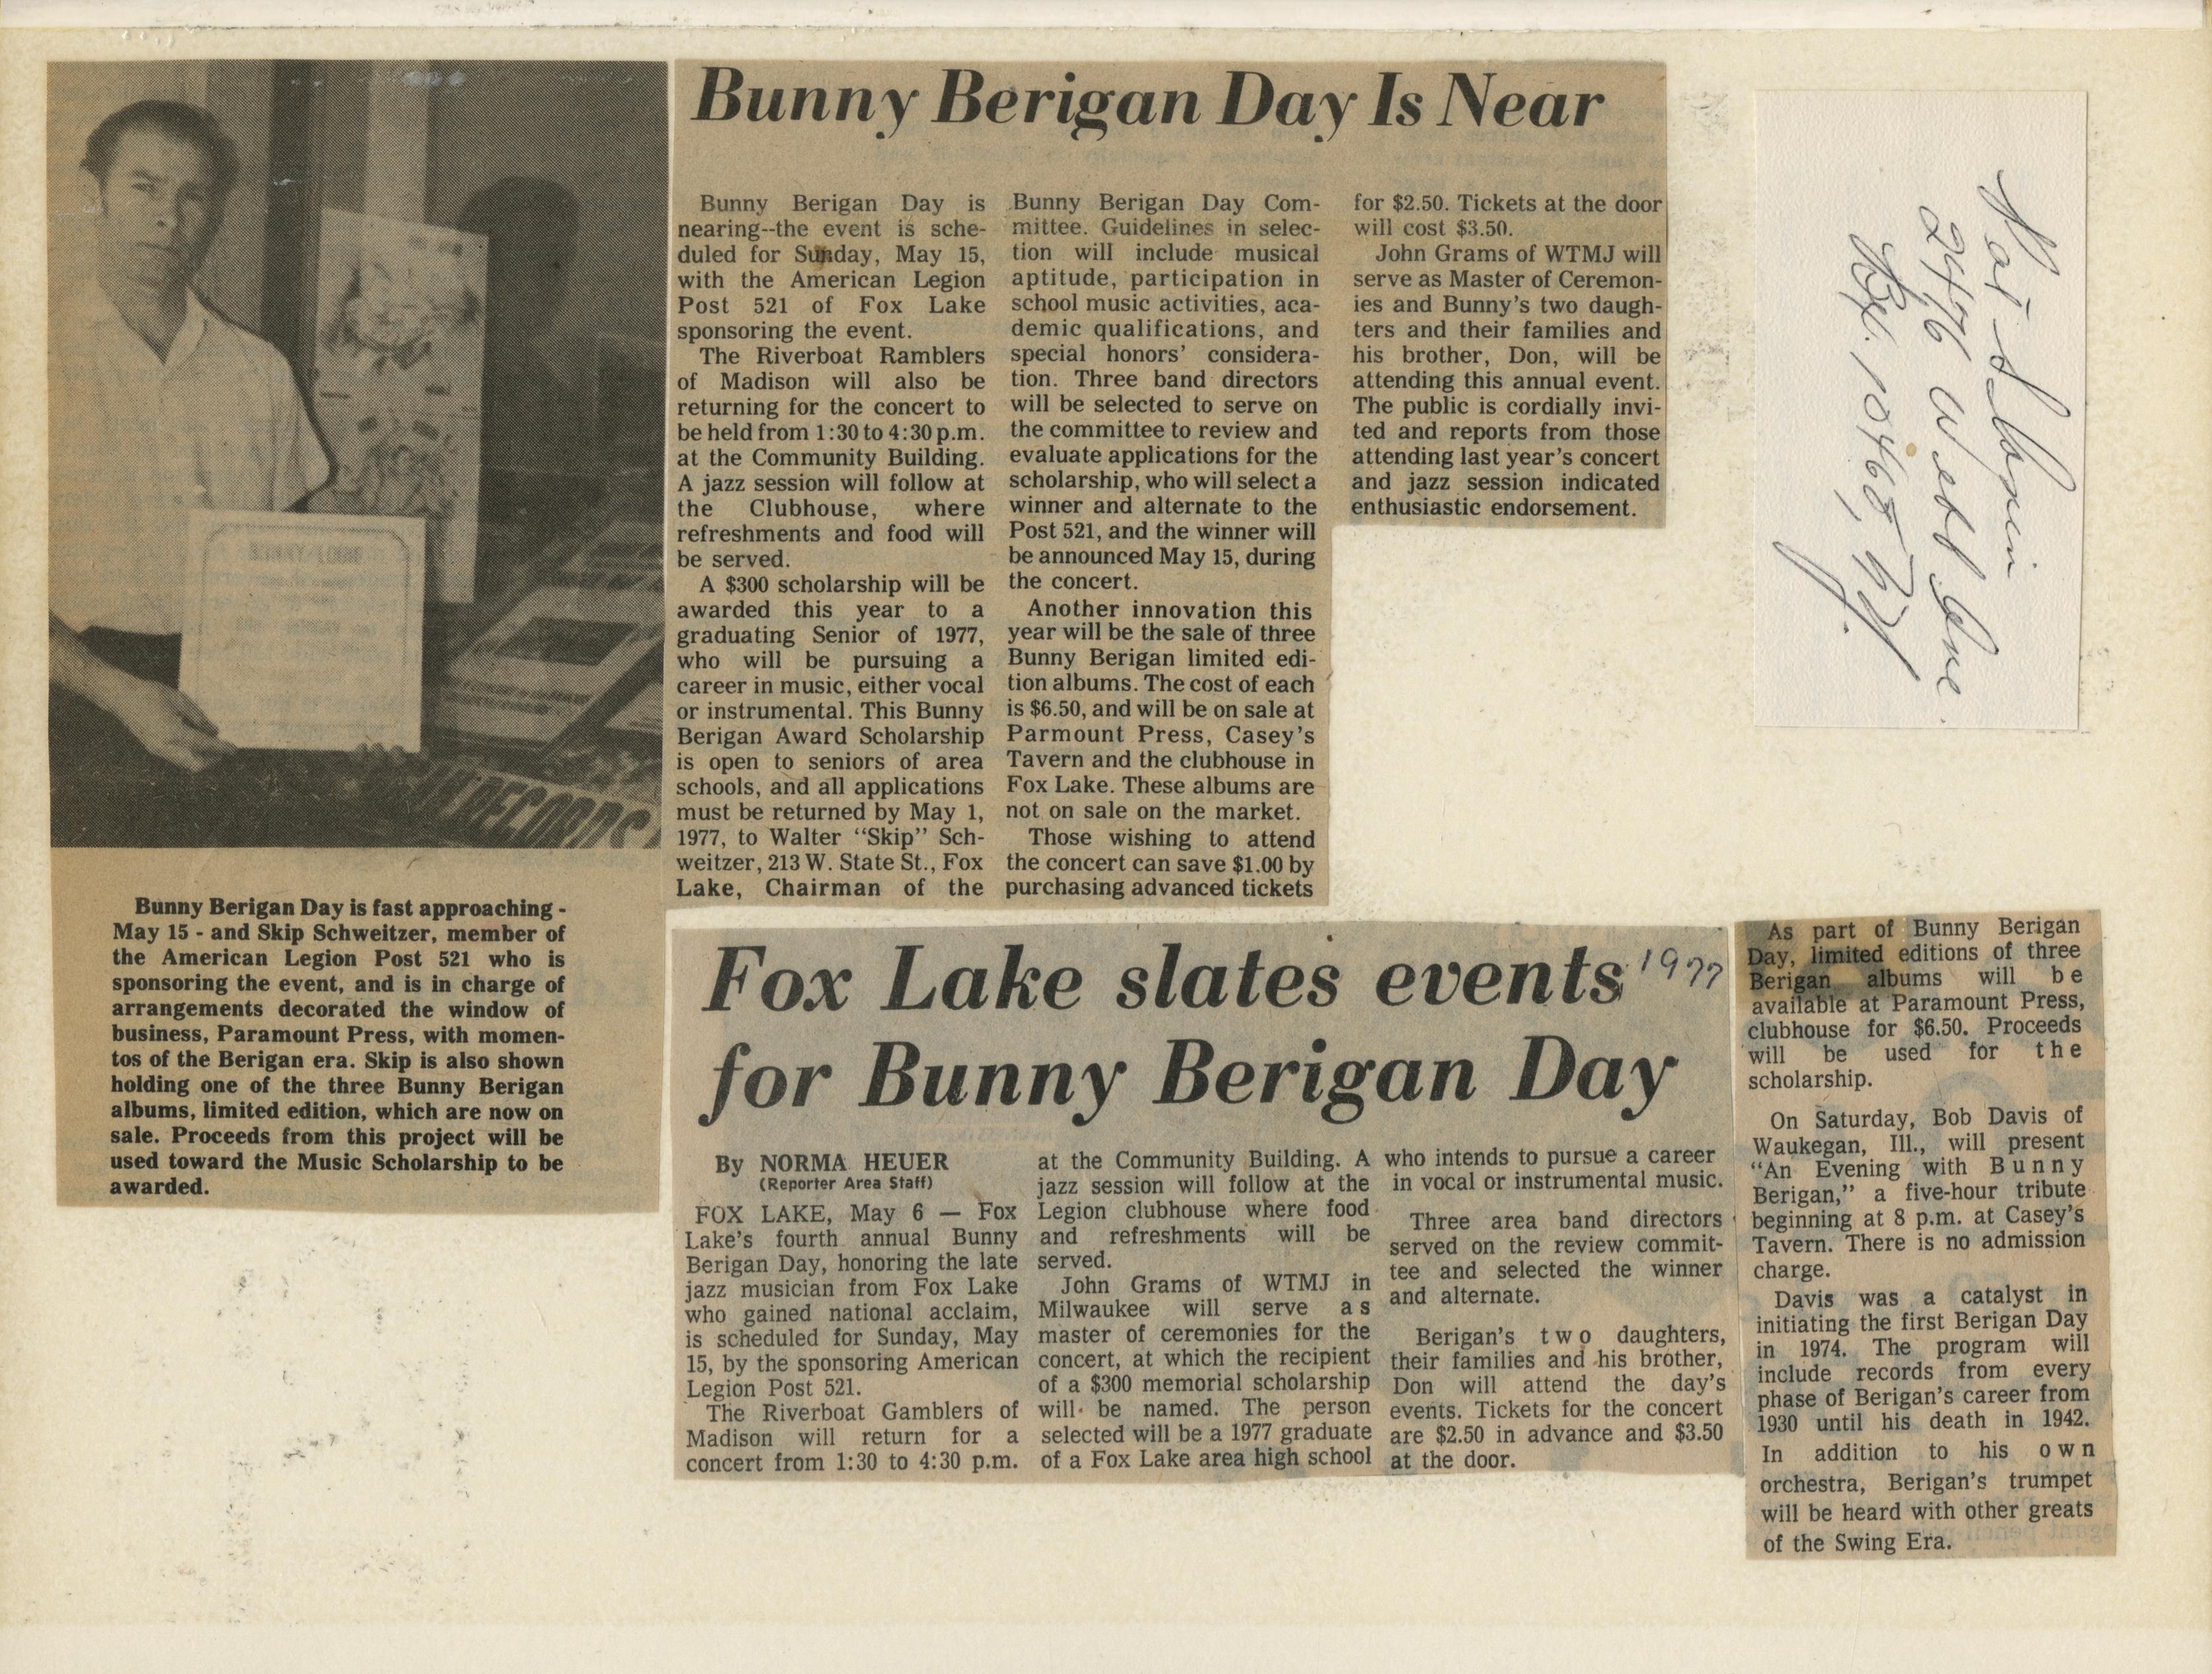 Bunny Berigan Day Is Near
Bunny Berigan Day is
nearing--the event is sche-
duled for Sunday, May 15,
with the American Legion
Post 521 of Fox Lake
sponsoring the event.
The Riverboat Ramblers
of Madison will also be
returning for the concert to
be held from 1:30 to 4:30 p.m.
at the Community Building.
A jazz session will follow at
the Clubhouse, where
refreshments and food will
be served.
A $300 scholarship will be
awarded this year to a
graduating Senior of 1977,
who will be pursuing a
career in music, either vocal
or instrumental. This Bunny
Berigan Award Scholarship
is open to seniors of area
schools, and all applications
must be returned by May 1,
1977, to Walter "Skip" Sch-
weitzer, 213 W. State St., Fox
Lake, Chairman of the
Bunny Berigan Day Com-
mittee. Guidelines in selec-
tion will include musical
aptitude, participation in
school music activities, aca-
demic qualifications, and
special honors' considera-
tion. Three band directors
will be selected to serve on
the committee to review and
evaluate applications for the
scholarship, who will select a
winner and alternate to the
Post 521, and the winner will
be announced May 15, during
the concert.
Another innovation this
year will be the sale of three
Bunny Berigan limited edi-
tion albums. The cost of each
is $6.50, and will be on sale at
Parmount Press, Casey's
Tavern and the clubhouse in
Fox Lake. These albums are
not on sale on the market.
Those wishing to attend
the concert can save $1.00 by
purchasing advanced tickets
for $2.50. Tickets at the door
will cost $3.50.
John Grams of WTMJ will
serve as Master of Ceremon-
ies and Bunny's two daugh-
ters and their families and
his brother, Don, will be
attending this annual event.
The public is cordially invi-
ted and reports from those
attending last year's concert
and jazz session indicated
enthusiastic endorsement.
2476 Webb Ave.
10468 NY
RECORDS
Bunny Berigan Day is fast approaching -
May 15 - and Skip Schweitzer, member of
the American Legion Post 521 who is
sponsoring the event, and is in charge of
arrangements decorated the window of
business, Paramount Press, with momen-
tos of the Berigan era. Skip is also shown
holding one of the three Bunny Berigan
albums, limited edition, which are now on
sale. Proceeds from this project will be
used toward the Music Scholarship to be
awarded.
Fox Lake slates events 1977
for Bunny Berigan Day
By NORMA HEUER
(Reporter Area Staff)
FOX LAKE, May 6 — Fox
Lake's fourth annual Bunny
Berigan Day, honoring the late
jazz musician from Fox Lake
who gained national acclaim,
is scheduled for Sunday, May
15, by the sponsoring American
Legion Post 521.
The Riverboat Gamblers of
Madison will return for a
concert from 1:30 to 4:30 p.m.
at the Community Building. A
jazz session will follow at the
Legion clubhouse where food
and refreshments will be
served.
John Grams of WTMJ in
Milwaukee will serve as
master of ceremonies for the
concert, at which the recipient
of a $300 memorial scholarship
will be named. The person
selected will be a 1977 graduate
of a Fox Lake area high school
who intends to pursue a career
in vocal or instrumental music.
Three area band directors
served on the review commit-
tee and selected the winner
and alternate.
Berigan's two daughters,
their families and his brother,
Don will attend the day's
events. Tickets for the concert
are $2.50 in advance and $3.50
at the door.
As part of Bunny Berigan
Day, limited editions of three
Berigan albums will be
available at Paramount Press,
clubhouse for $6.50. Proceeds
will be used for the
scholarship.
On Saturday, Bob Davis of
Waukegan, Ill., will present
"An Evening with Bunny
Berigan," a five-hour tribute
beginning at 8 p.m. at Casey's
Tavern. There is no admission
charge.
Davis was a catalyst in
initiating the first Berigan Day
in 1974. The program will
include records from every
phase of Berigan's career from
1930 until his death in 1942.
In addition to his own
orchestra, Berigan's trumpet
will be heard with other greats
of the Swing Era.